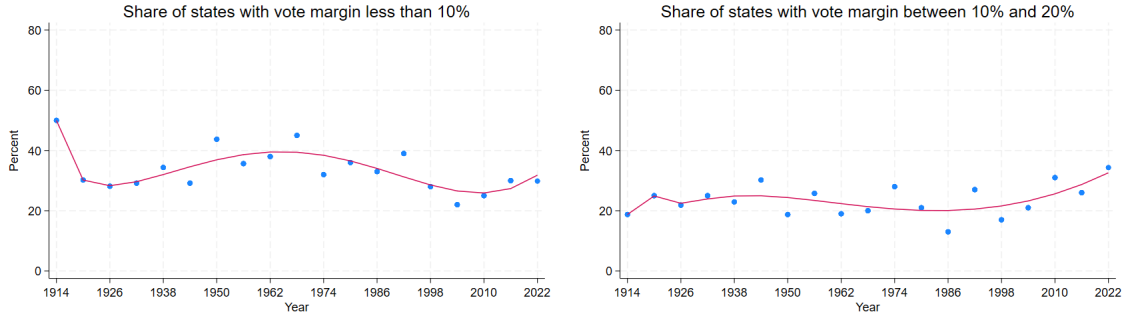 Share of states with vote margin less than 10%
80
60
40
20
0
Percent
1914 1926 1938 1950 1962 1974 1986 1998 2010 2022
Year
Share of states with vote margin between 10% and 20%
80
60
40
20
0
Percent
1914 1926 1938 1950 1962 1974 1986 1998 2010 2022
Year